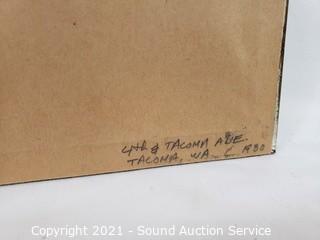 4th & TACOMA AVE.
TACOMA, WA. C. 1930
Copyright 2021 - Sound Auction Service